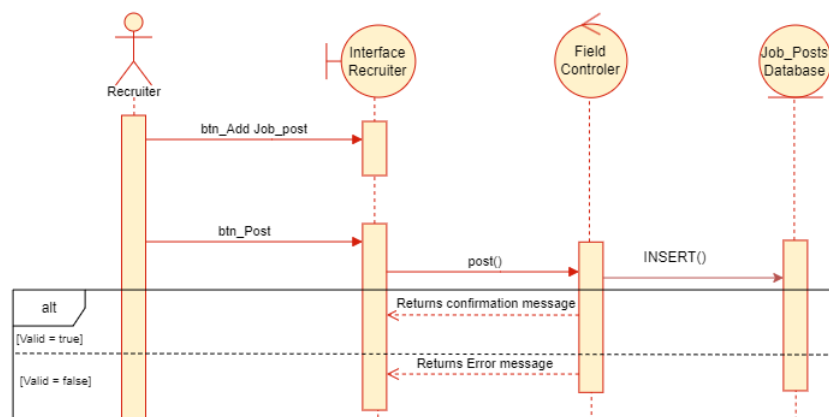 Interface
Recruiter
Field
Controler
Job_Posts
Database
Recruiter
btn_Add Job_post
btn_Post
post()
INSERT()
alt
Returns confirmation message
[Valid = true]
Returns Error message
[Valid = false]